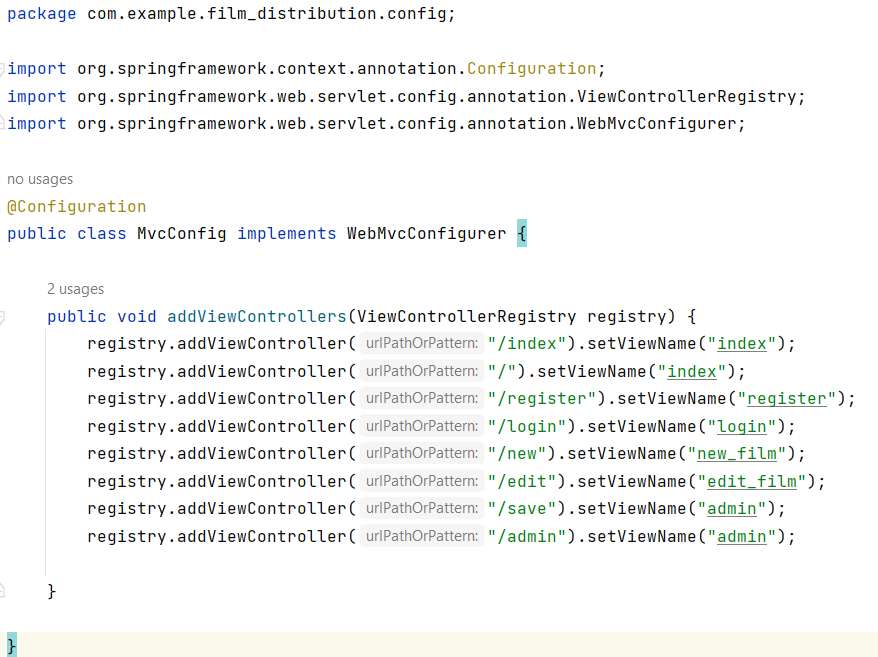 package com.example.film_distribution.config;
import org.springframework.context.annotation.Configuration;
import org.springframework.web.servlet.config.annotation.ViewControllerRegistry;
import org.springframework.web.servlet.config.annotation.WebMvcConfigurer;
no usages
@Configuration
public class MvcConfig implements WebMvcConfigurer {
2 usages
public void addViewControllers(ViewControllerRegistry registry) {
registry.addViewController( urlPathOrPattern: "/index").setViewName("index");
registry.addViewController( urlPathOrPattern: "/").setViewName("index");
registry.addViewController( urlPathOrPattern: "/register").setViewName("register");
registry.addViewController( urlPathOrPattern: "/login").setViewName("login");
registry.addViewController( urlPathOrPattern: "/new").setViewName("new_film");
registry.addViewController( urlPathOrPattern: "/edit").setViewName("edit_film");
registry.addViewController( urlPathOrPattern: "/save").setViewName("admin");
registry.addViewController( urlPathOrPattern: "/admin").setViewName("admin");
}
}